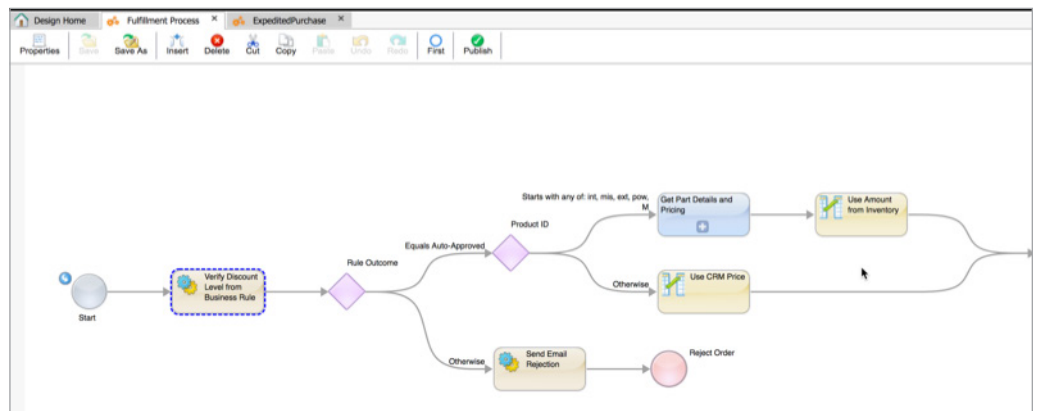 Design Home
Fulfillment Process
ExpeditedPurchase
Properties
Save
Save As
Insert
Delete
Cut
Copy
Paste
Undo
Redo
First
Publish
Starts with any of: int, mis, ext, pow,
M
Get Part Details and
Pricing
Use Amount
from Inventory
Product ID
Equals Auto-Approved
Rule Outcome
Verify Discount
Level from
Business Rule
Start
Otherwise
Use CRM Price
Otherwise
Send Email
Rejection
Reject Order